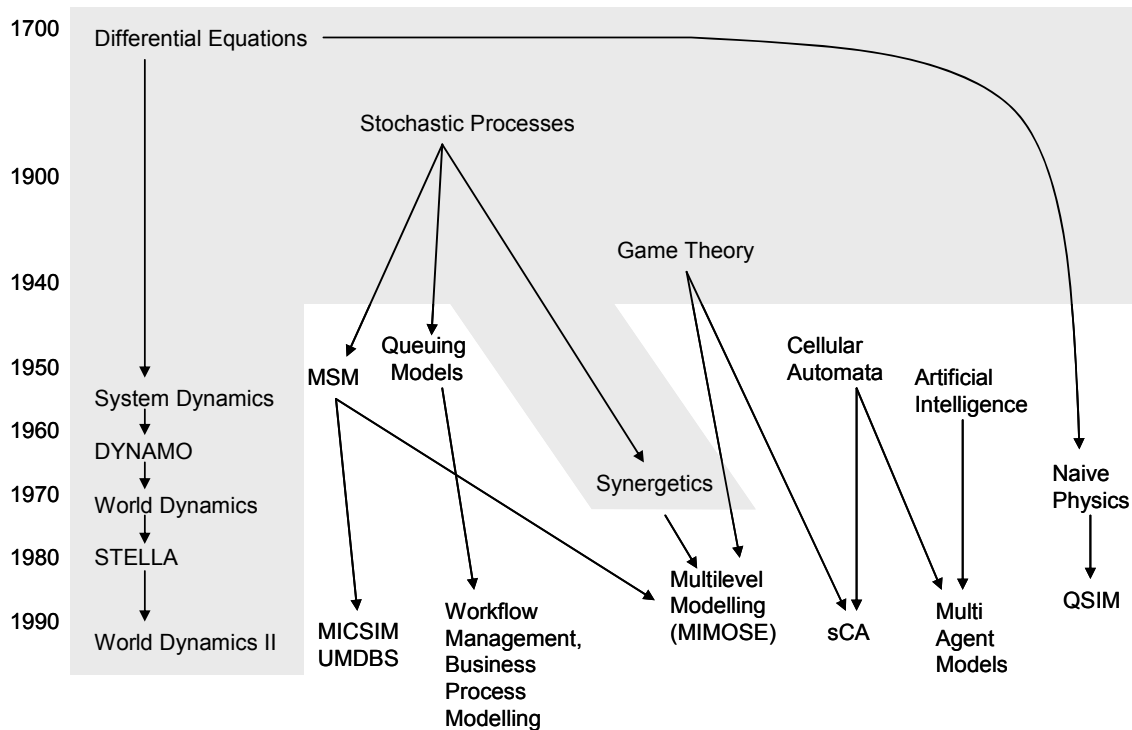 1700
Differential Equations
Stochastic Processes
1900
Game Theory
1940
Queuing
Models
Cellular
Automata
1950
MSM
Artificial
Intelligence
System Dynamics
1960
DYNAMO
Naive
Physics
1970
World Dynamics
Synergetics
1980
STELLA
Multilevel
Modelling
(MIMOSE)
QSIM
1990
World Dynamics II
MICSIM
UMDBS
Workflow
Management,
Business
Process
Modelling
sCA
Multi
Agent
Models